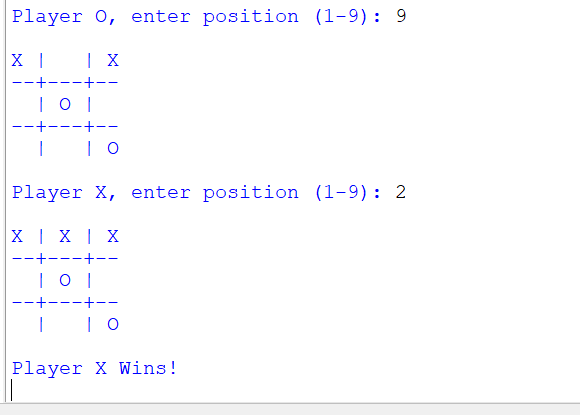 Player O, enter position (1-9): 9
X |   | X
--+---+--
  | O |
--+---+--
  |   | O
Player X, enter position (1-9): 2
X | X | X
--+---+--
  | O |
--+---+--
  |   | O
Player X Wins!